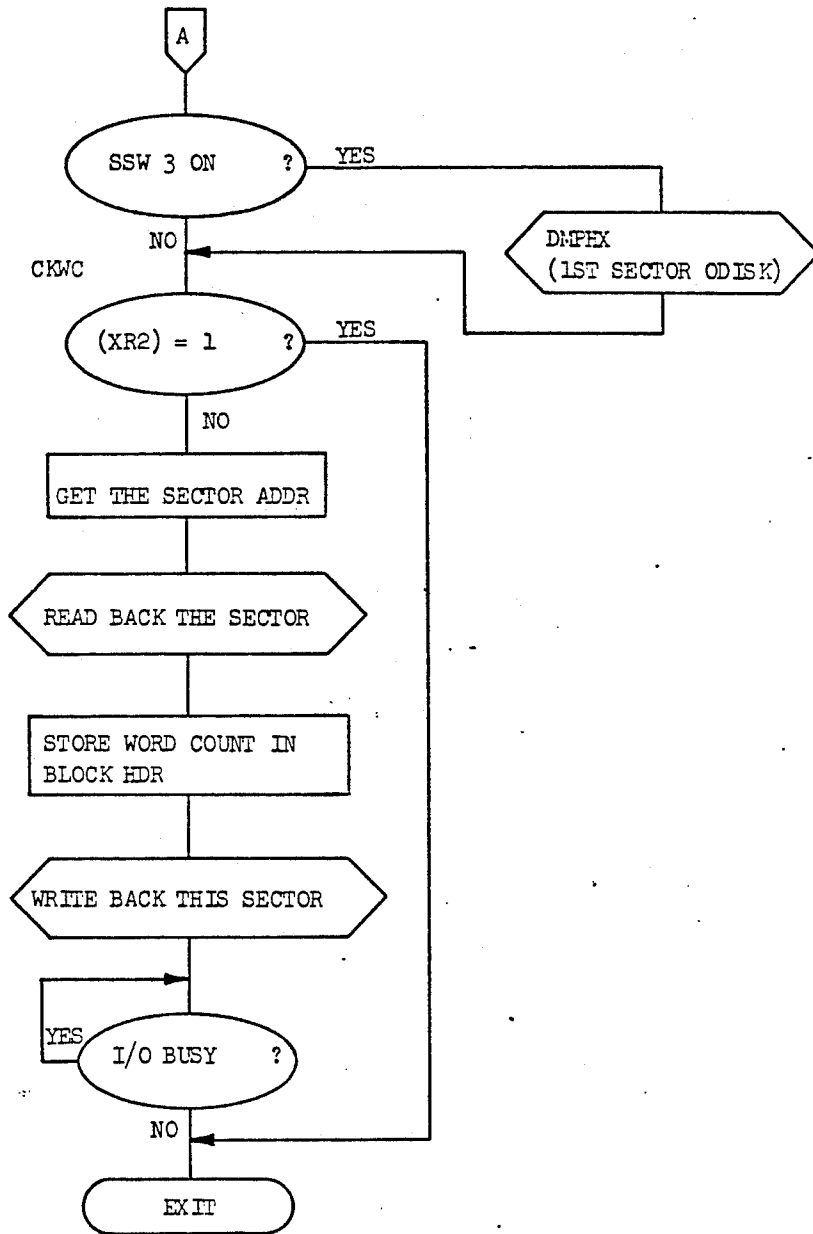 A
SSW 3 ON ?
YES
NO
DMPHX
(1ST SECTOR ODISK)
CKWC
(XR2) = 1 ?
YES
NO
GET THE SECTOR ADDR
READ BACK THE SECTOR
STORE WORD COUNT IN
BLOCK HDR
WRITE BACK THIS SECTOR
YES
I/O BUSY ?
NO
EXIT